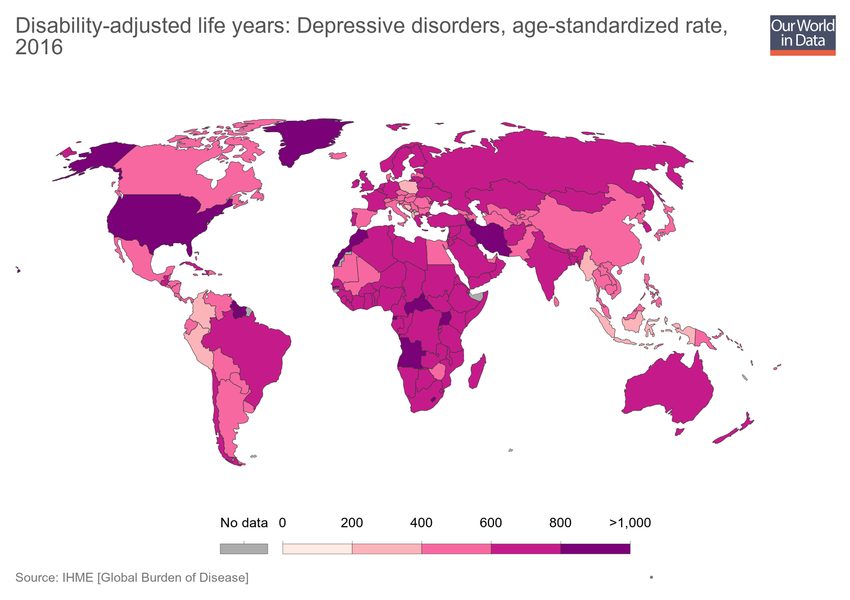 Disability-adjusted life years: Depressive disorders, age-standardized rate,
2016
Our World
in Data
No data 0 200 400 600 800 >1,000
Source: IHME [Global Burden of Disease]